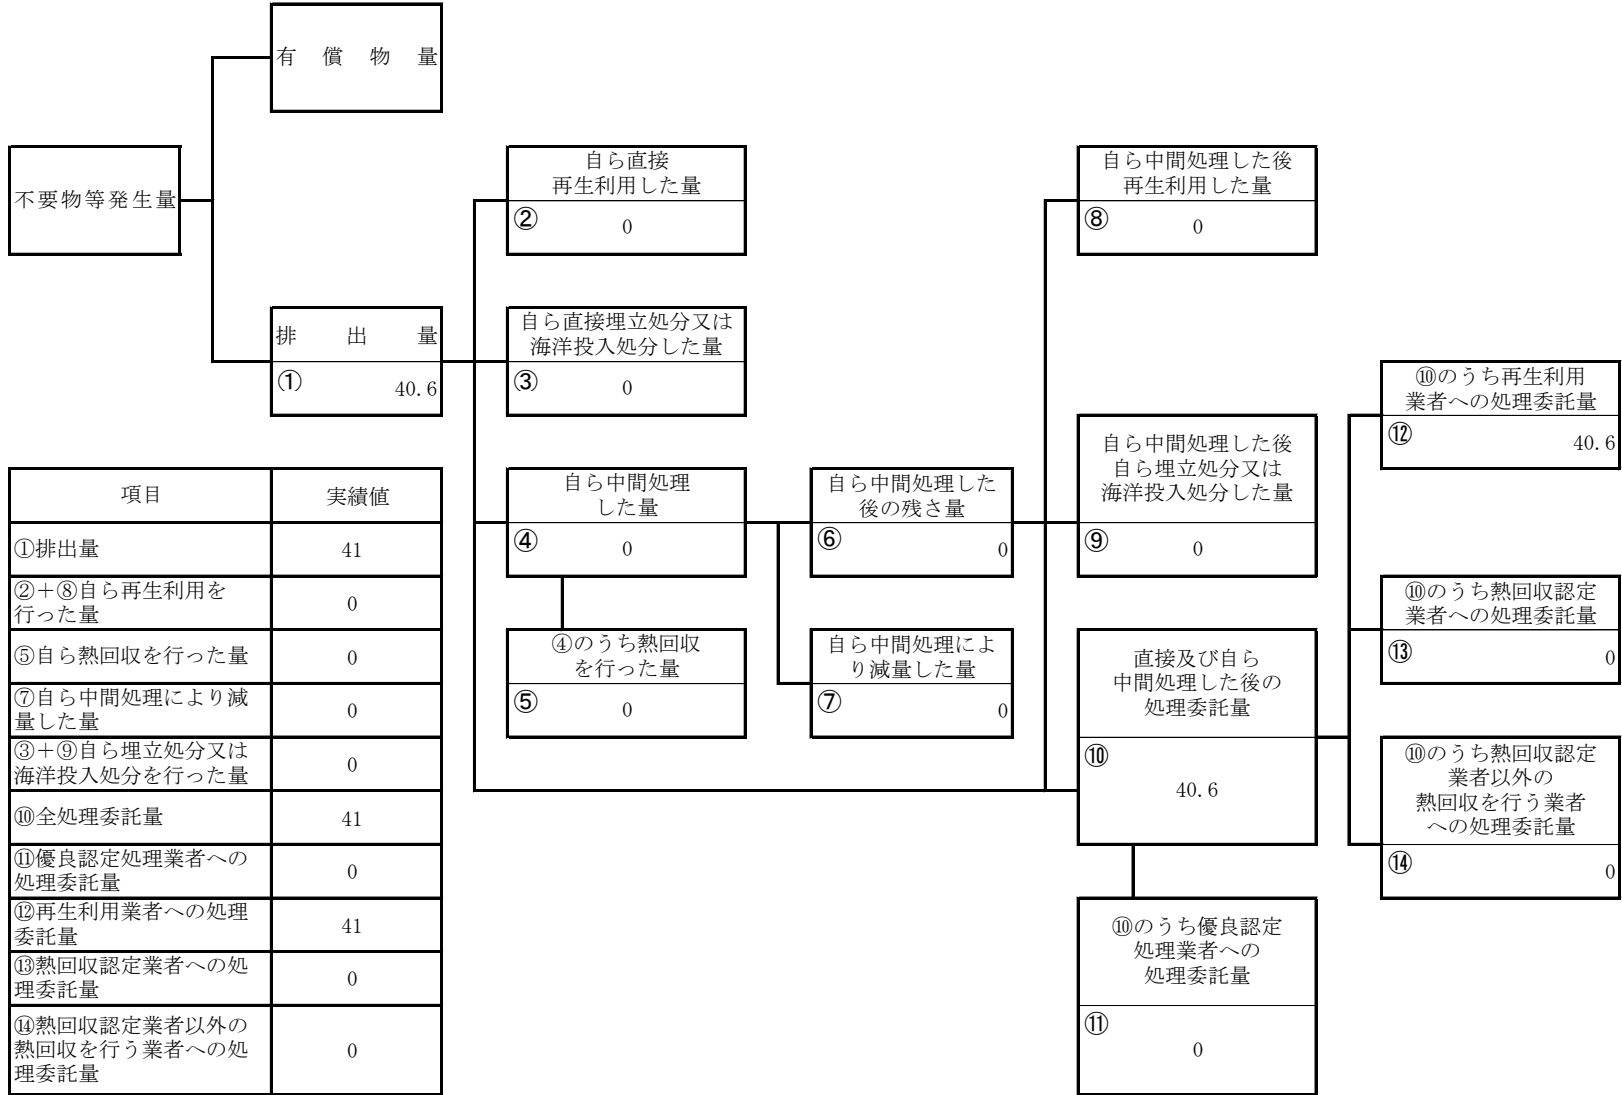 有償物量
不要物等発生量
排出量
① 40.6
自ら直接
再生利用した量
② 0
自ら直接埋立処分又は
海洋投入処分した量
③ 0
自ら中間処理
した量
④ 0
④のうち熱回収
を行った量
⑤ 0
自ら中間処理した
後の残さ量
⑥ 0
自ら中間処理によ
り減量した量
⑦ 0
自ら中間処理した後
再生利用した量
⑧ 0
自ら中間処理した後
自ら埋立処分又は
海洋投入処分した量
⑨ 0
直接及び自ら
中間処理した後の
処理委託量
⑩
40.6
⑩のうち優良認定
処理業者への
処理委託量
⑪
0
⑩のうち再生利用
業者への処理委託量
⑫ 40.6
⑩のうち熱回収認定
業者への処理委託量
⑬ 0
⑩のうち熱回収認定
業者以外の
熱回収を行う業者
への処理委託量
⑭ 0
項目 実績値
①排出量 41
②＋⑧自ら再生利用を
行った量 0
⑤自ら熱回収を行った量 0
⑦自ら中間処理により減
量した量 0
③＋⑨自ら埋立処分又は
海洋投入処分を行った量 0
⑩全処理委託量 41
⑪優良認定処理業者への
処理委託量 0
⑫再生利用業者への処理
委託量 41
⑬熱回収認定業者への処
理委託量 0
⑭熱回収認定業者以外の
熱回収を行う業者への処
理委託量 0